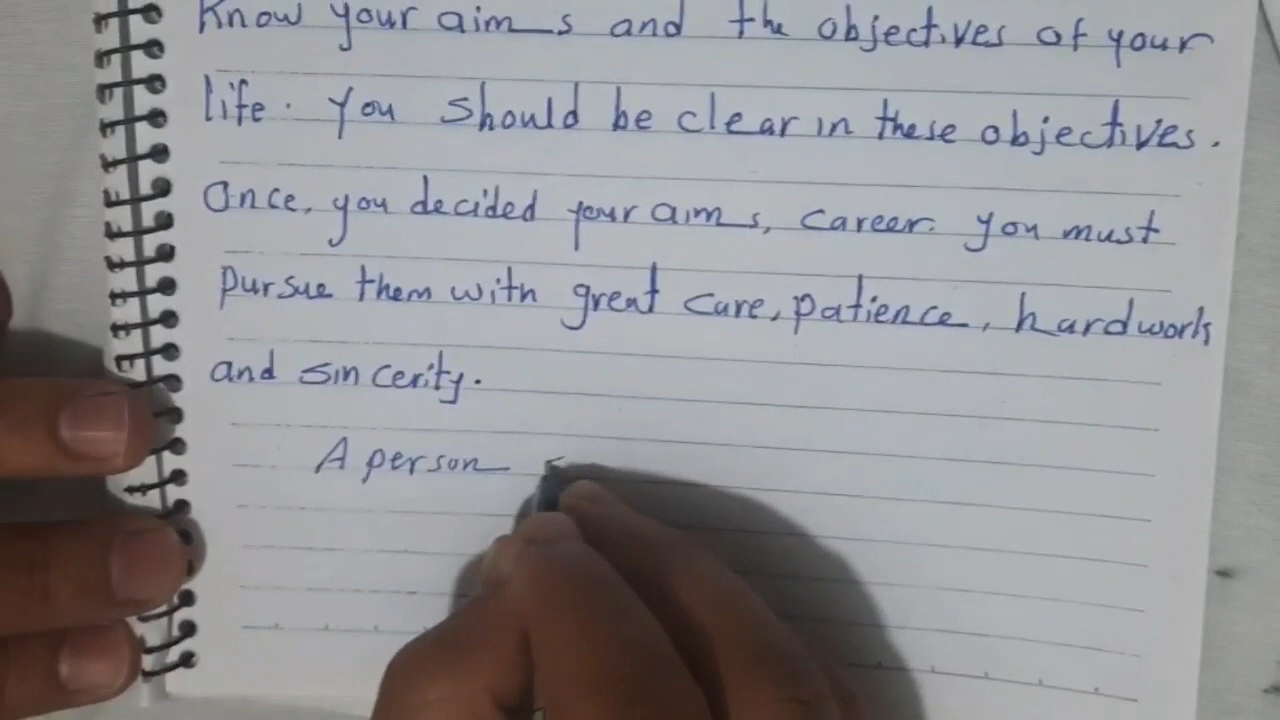 Know your aims and the objectives of your
life. You should be clear in these objectives.
Once, you decided your aims, career. you must
pursue them with great care, patience, hardwork
and sincerity.
A person